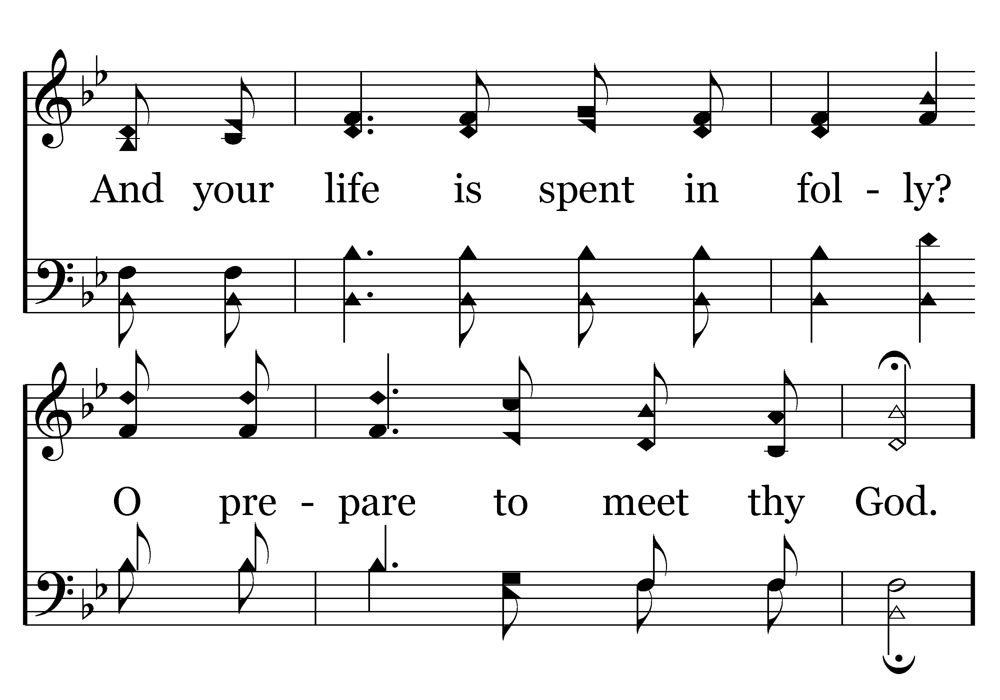 And your life is spent in fol - ly?
O pre - pare to meet thy God.